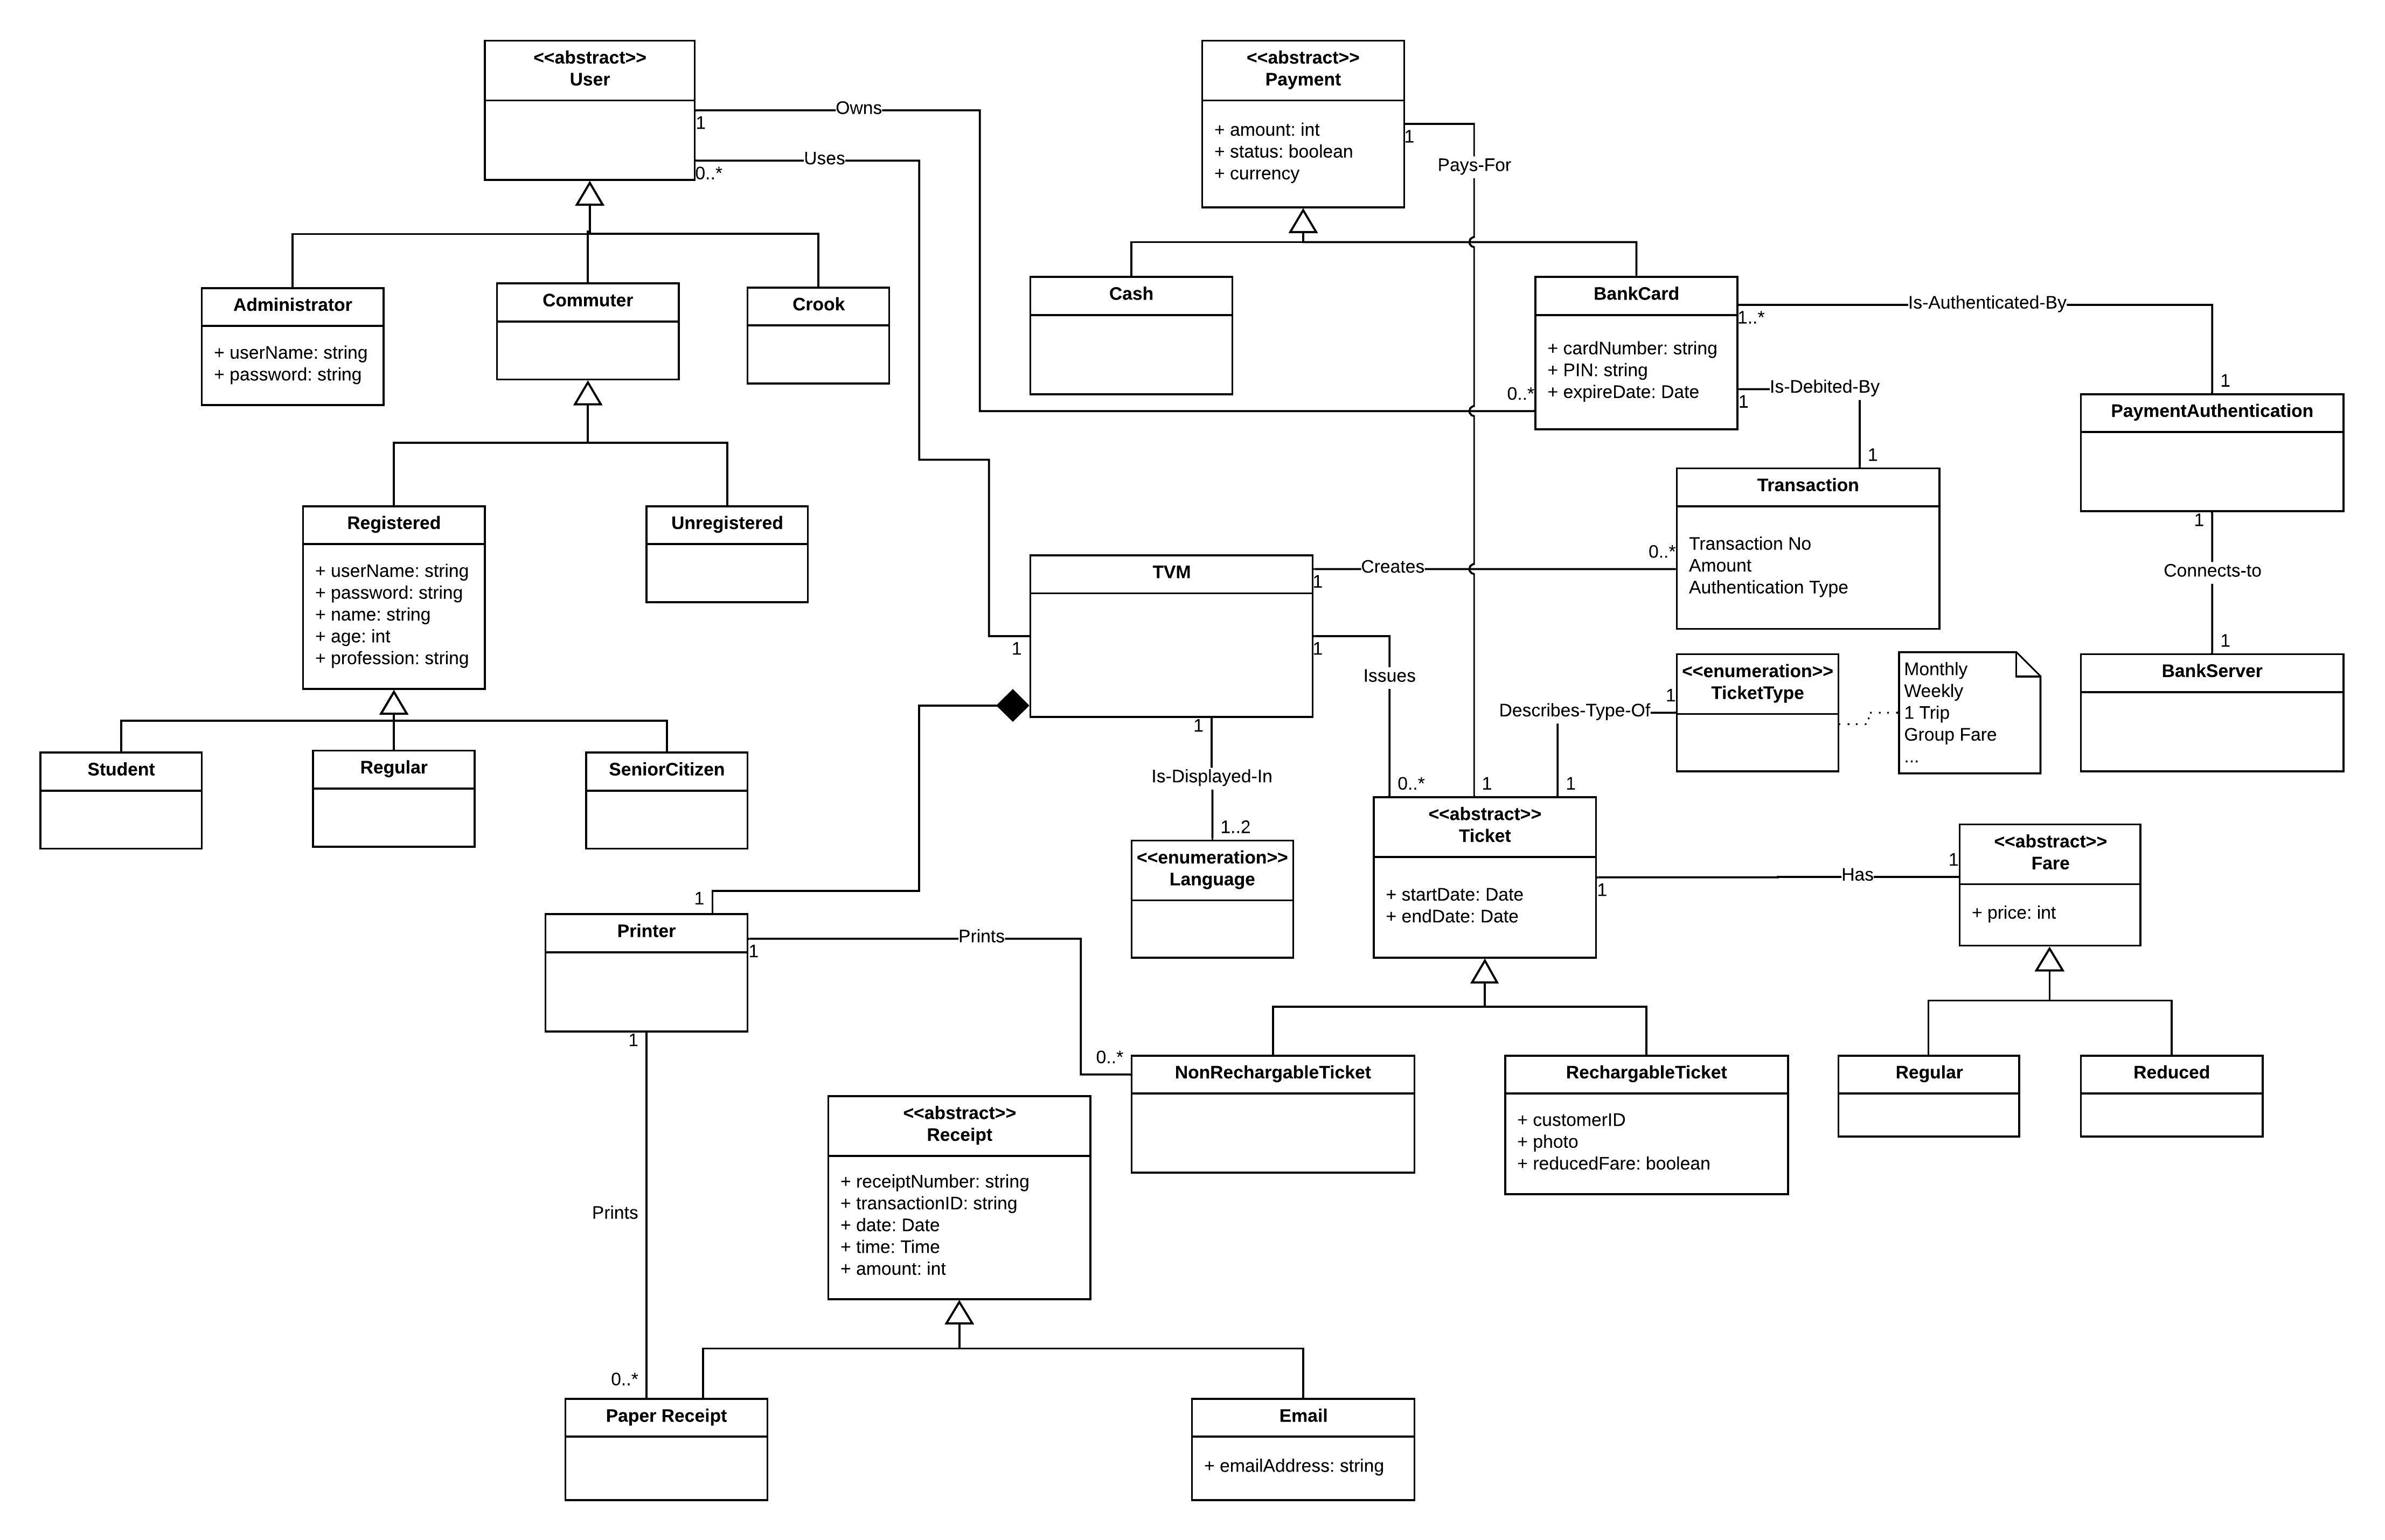 <<abstract>>
User
Owns
1
Uses
0..*
<<abstract>>
Payment
+ amount: int
+ status: boolean
+ currency
1
Pays-For
Administrator
+ userName: string
+ password: string
Commuter
Crook
Cash
BankCard
+ cardNumber: string
+ PIN: string
+ expireDate: Date
1..*
Is-Authenticated-By
1
0..*
1
Is-Debited-By
1
PaymentAuthentication
1
Connects-to
1
BankServer
Transaction
Transaction No
Amount
Authentication Type
Registered
+ userName: string
+ password: string
+ name: string
+ age: int
+ profession: string
Unregistered
TVM
1
Creates
0..*
1
1
Issues
0..*
1
1
Describes-Type-Of
1
<<enumeration>>
TicketType
Monthly
Weekly
1 Trip
Group Fare
...
Student
Regular
SeniorCitizen
1
Is-Displayed-In
1..2
<<enumeration>>
Language
<<abstract>>
Ticket
+ startDate: Date
+ endDate: Date
1
Has
1
<<abstract>>
Fare
+ price: int
1
Printer
1
Prints
0..*
1
NonRechargableTicket
RechargableTicket
+ customerID
+ photo
+ reducedFare: boolean
Regular
Reduced
<<abstract>>
Receipt
+ receiptNumber: string
+ transactionID: string
+ date: Date
+ time: Time
+ amount: int
Prints
0..*
Paper Receipt
Email
+ emailAddress: string